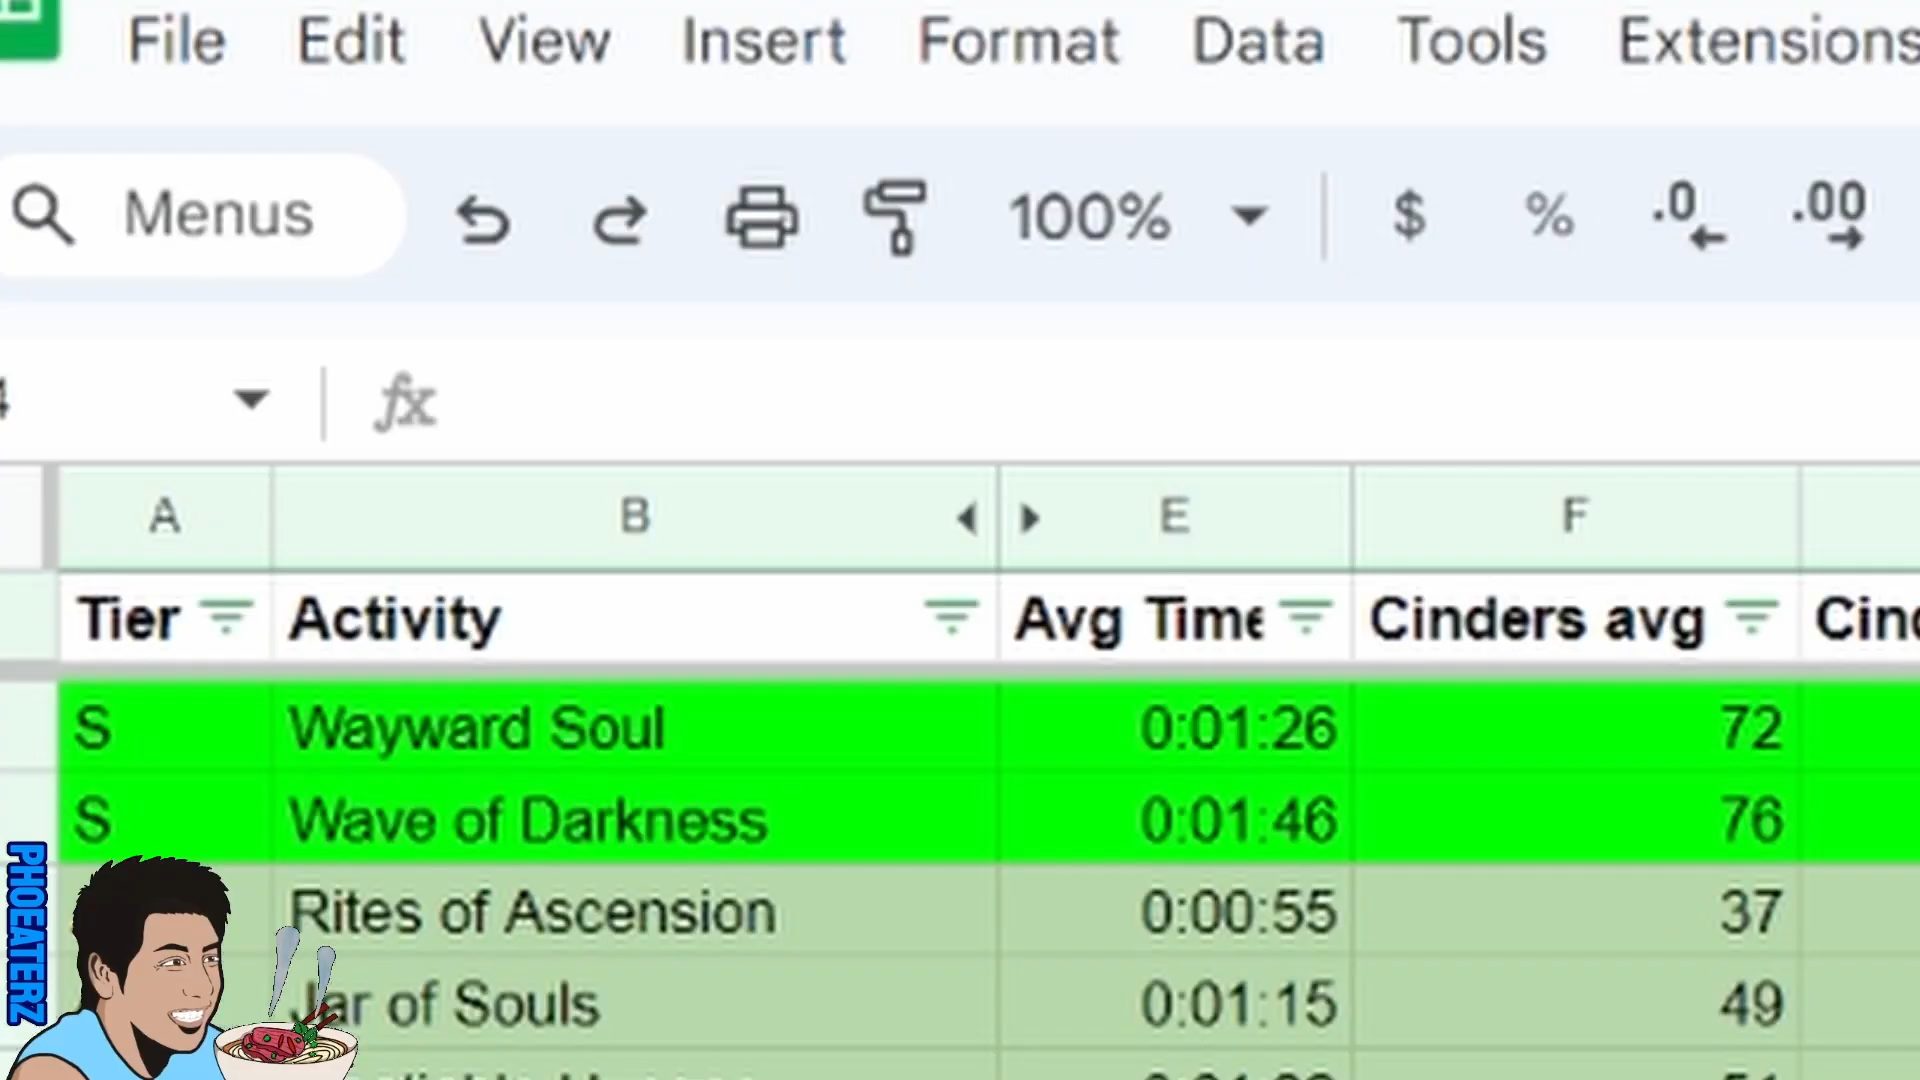 File Edit View Insert Format Data Tools Extensions
Menus 100% $ % .0 .00
4 fx
A B E F
Tier Activity Avg Time Cinders avg Cind
S Wayward Soul 0:01:26 72
S Wave of Darkness 0:01:46 76
Rites of Ascension 0:00:55 37
Jar of Souls 0:01:15 49
PHOEATERZ